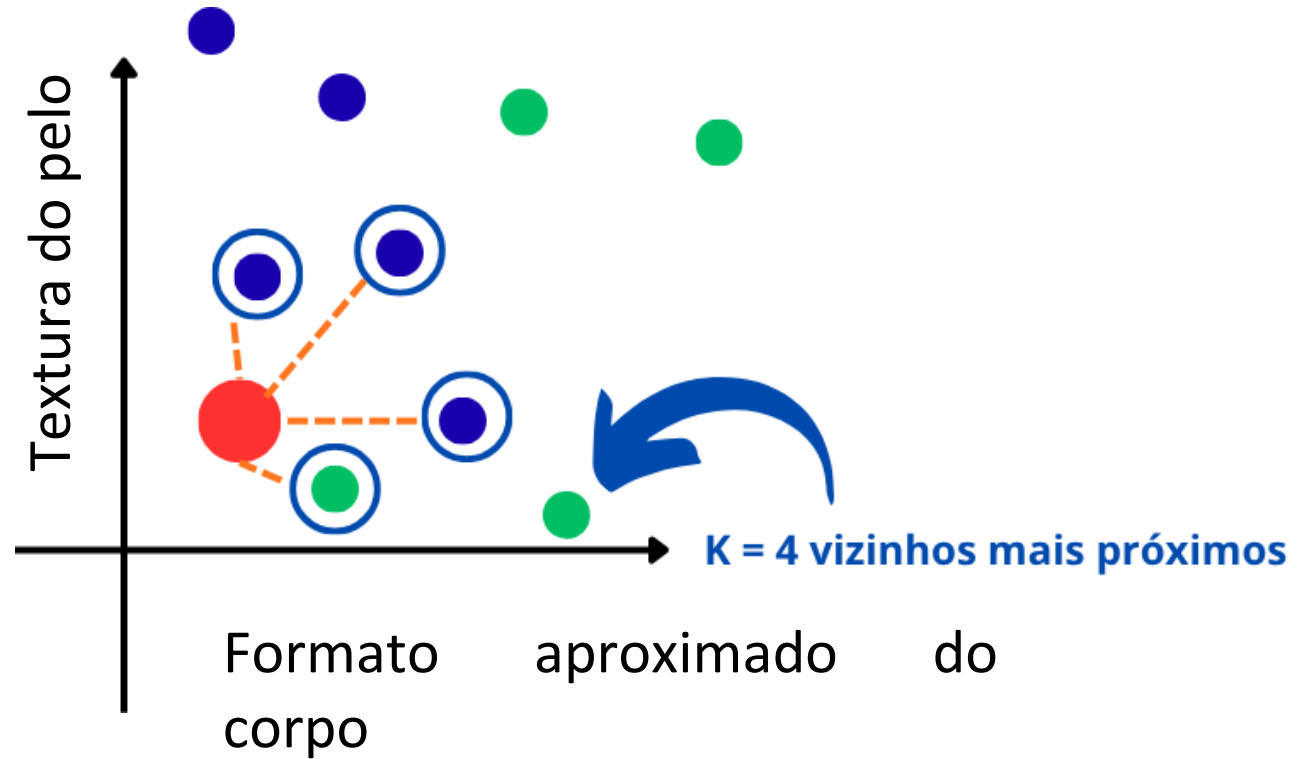 Textura do pelo
K = 4 vizinhos mais próximos
Formato aproximado do
corpo